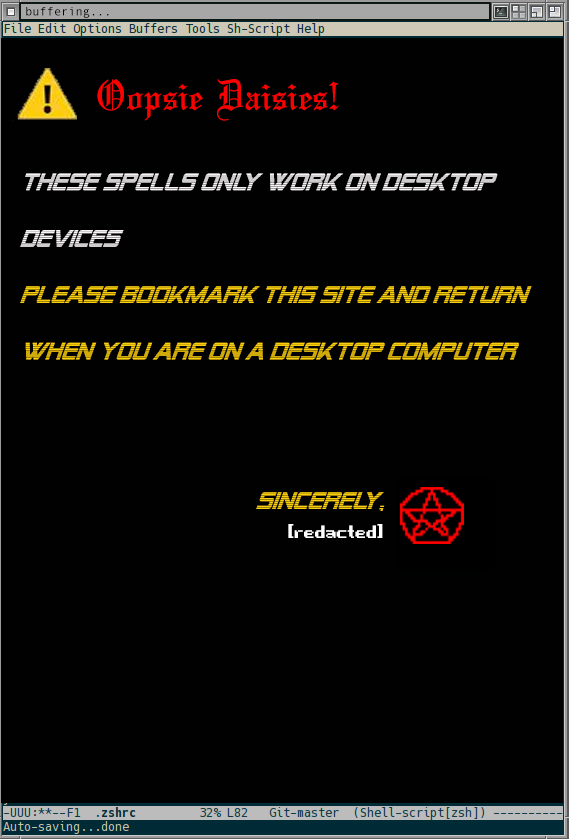 buffering...
File Edit Options Buffers Tools Sh-Script Help
Oopsie Daisies!
THESE SPELLS ONLY WORK ON DESKTOP
DEVICES
PLEASE BOOKMARK THIS SITE AND RETURN
WHEN YOU ARE ON A DESKTOP COMPUTER
SINCERELY,
[redacted]
-UUU:**--F1 .zshrc 32% L82 Git-master (Shell-script[zsh]) ----------
Auto-saving...done